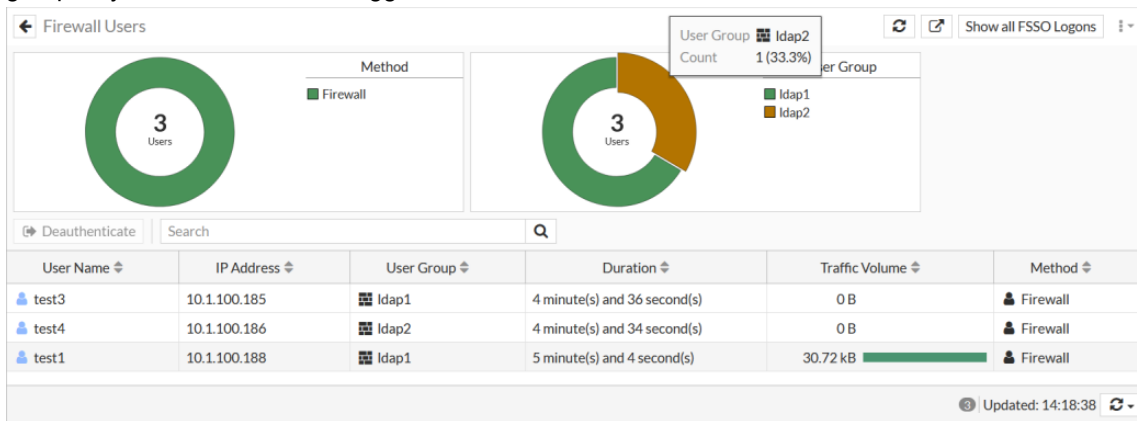 Firewall Users
User Group ldap2
Count 1 (33.3%)
Show all FSSO Logons
Method
Firewall
3
Users
er Group
ldap1
ldap2
3
Users
Deauthenticate
Search
User Name IP Address User Group Duration Traffic Volume Method
test3 10.1.100.185 ldap1 4 minute(s) and 36 second(s) 0 B Firewall
test4 10.1.100.186 ldap2 4 minute(s) and 34 second(s) 0 B Firewall
test1 10.1.100.188 ldap1 5 minute(s) and 4 second(s) 30.72 kB Firewall
3 Updated: 14:18:38